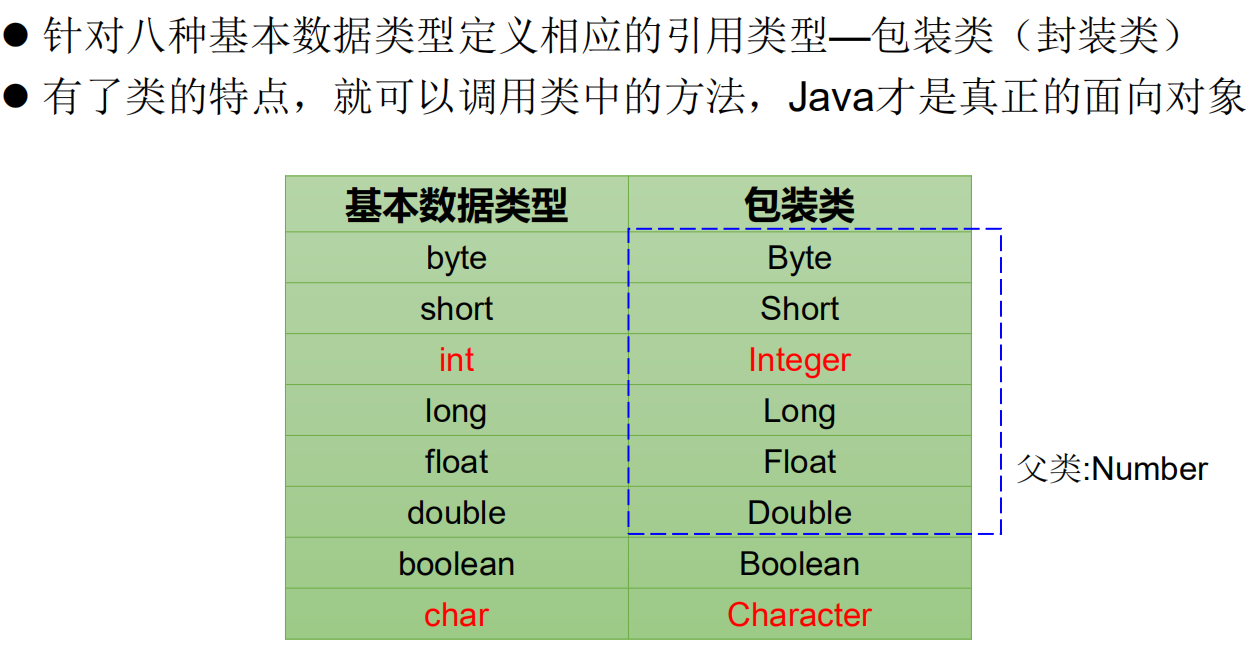 ● 针对八种基本数据类型定义相应的引用类型—包装类（封装类）
● 有了类的特点，就可以调用类中的方法，Java才是真正的面向对象
基本数据类型 包装类
byte Byte
short Short
int Integer
long Long
float Float
父类:Number
double Double
boolean Boolean
char Character